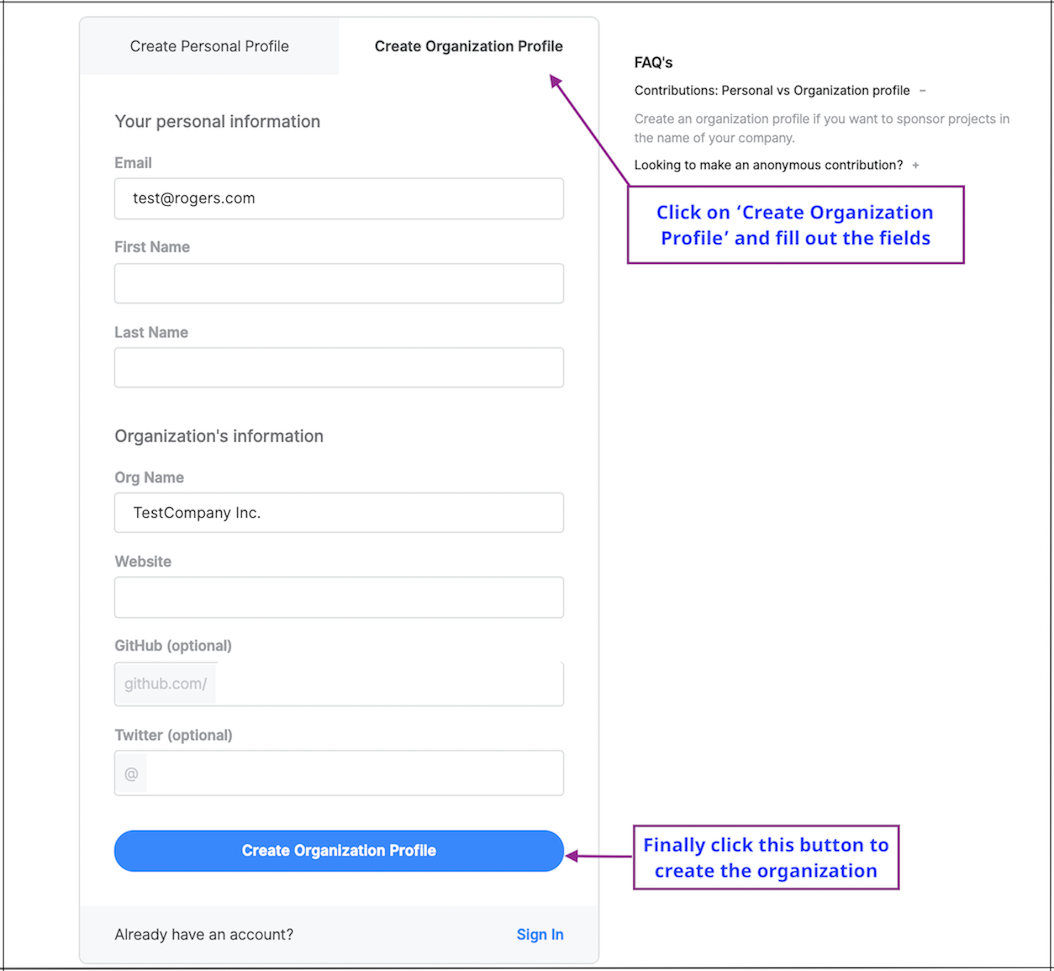 Create Personal Profile
Create Organization Profile
Your personal information
Email
test@rogers.com
First Name
Last Name
Organization's information
Org Name
TestCompany Inc.
Website
GitHub (optional)
github.com/
Twitter (optional)
@
Create Organization Profile
Already have an account?
Sign In
FAQ's
Contributions: Personal vs Organization profile –
Create an organization profile if you want to sponsor projects in
the name of your company.
Looking to make an anonymous contribution? +
Click on ‘Create Organization
Profile’ and fill out the fields
Finally click this button to
create the organization